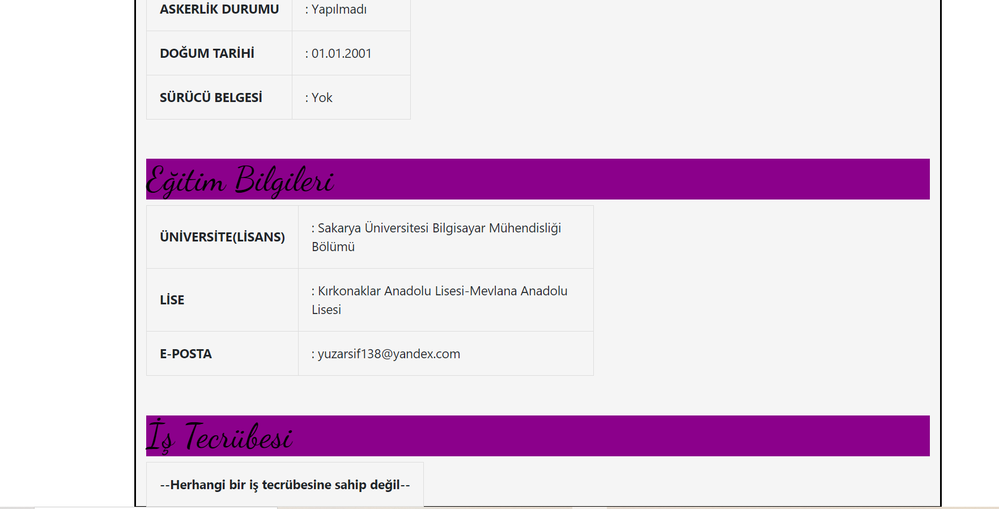 ASKERLİK DURUMU : Yapılmadı
DOĞUM TARİHİ : 01.01.2001
SÜRÜCÜ BELGESİ : Yok
Eğitim Bilgileri
ÜNİVERSİTE(LİSANS) : Sakarya Üniversitesi Bilgisayar Mühendisliği
Bölümü
LİSE : Kırkonaklar Anadolu Lisesi-Mevlana Anadolu
Lisesi
E-POSTA : yuzarsif138@yandex.com
İş Tecrübesi
--Herhangi bir iş tecrübesine sahip değil--